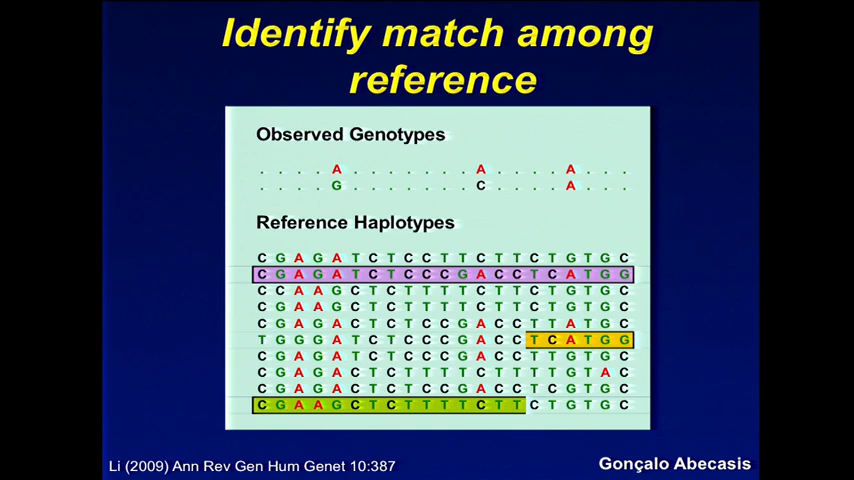 Identify match among
reference
Observed Genotypes
. . . . A . . . . . . . A . . . . A . . .
. . . . G . . . . . . . C . . . . A . . .
Reference Haplotypes
C G A G A T C T C C T T C T T C T G T G C
C G A G A T C T C C C G A C C T C A T G G
C C A A G C T C T T T T C T T C T G T G C
C G A A G C T C T T T T C T T C T G T G C
C G A G A C T C T C C G A C C T T A T G C
T G G G A T C T C C C G A C C T C A T G G
C G A G A T C T C C C G A C C T T G T G C
C G A G A C T C T T T T C T T T T G T A C
C G A G A C T C T C C G A C C T C G T G C
C G A A G C T C T T T T C T T C T G T G C
Li (2009) Ann Rev Gen Hum Genet 10:387
Gonçalo Abecasis